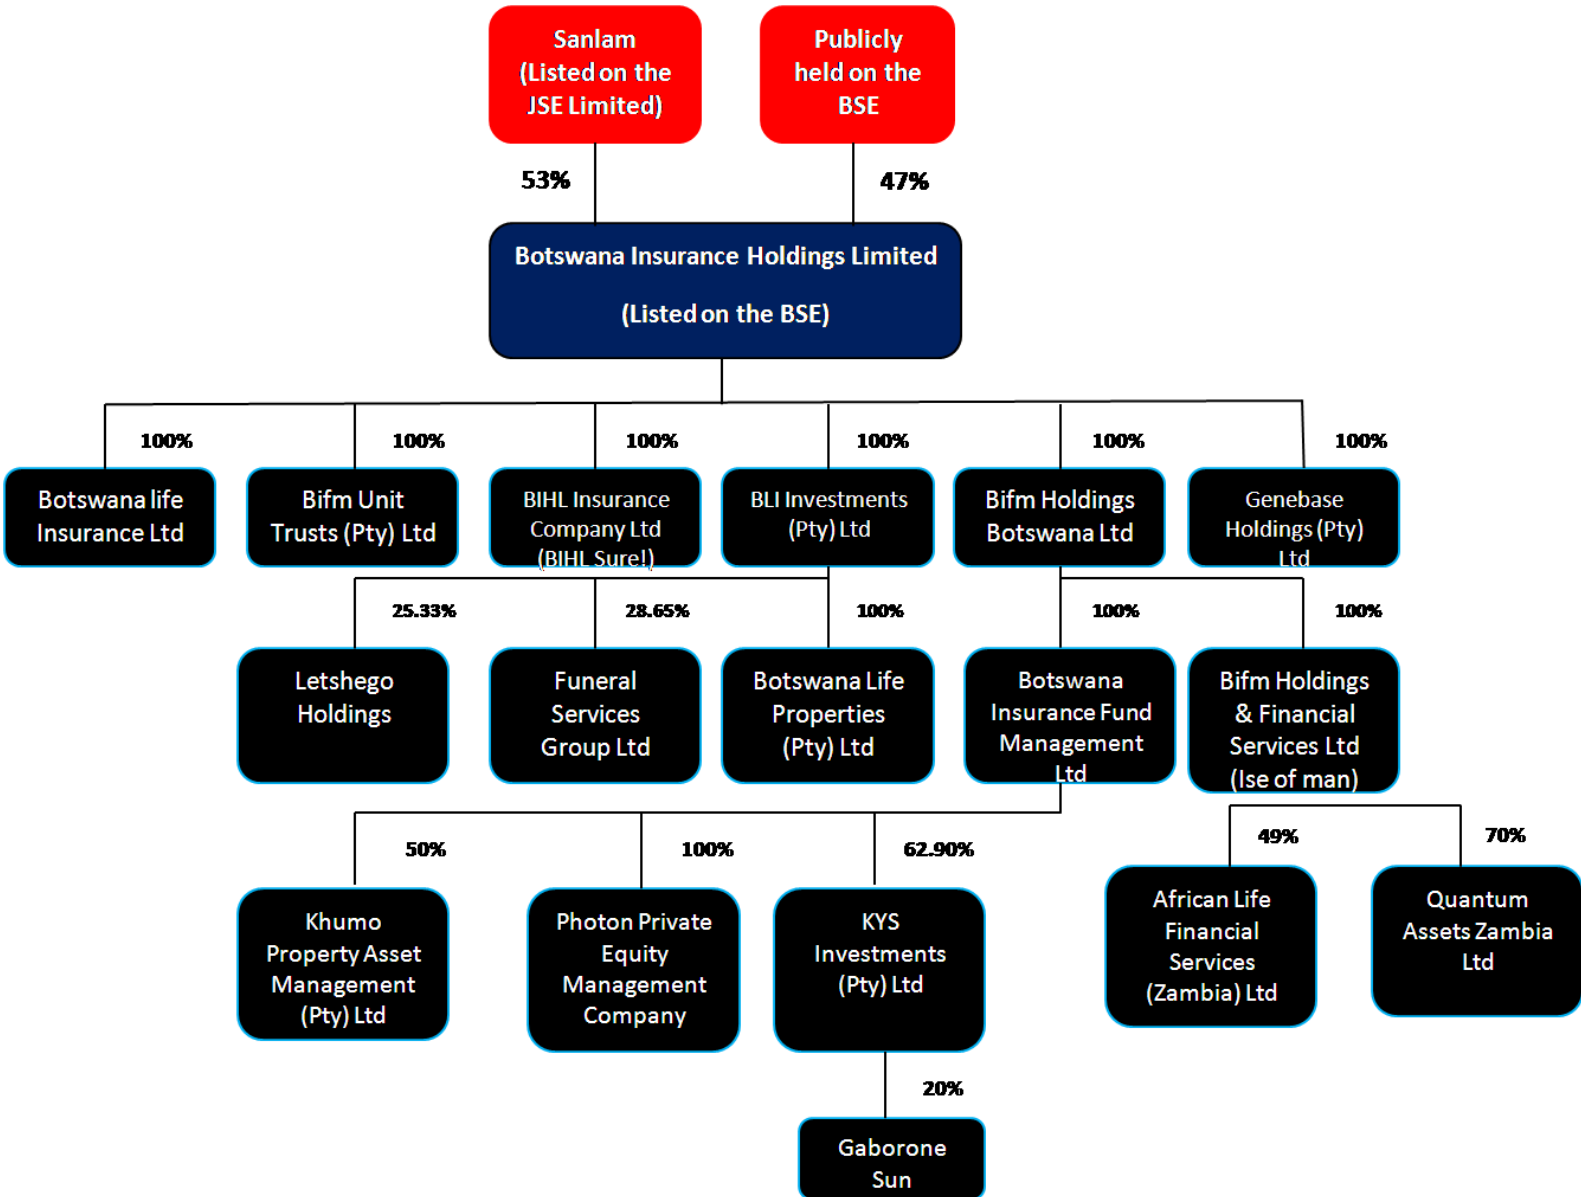 Sanlam
(Listed on the
JSE Limited)
Publicly
held on the
BSE
53%
47%
Botswana Insurance Holdings Limited
(Listed on the BSE)
100%
100%
100%
100%
100%
100%
Botswana life
Insurance Ltd
Bifm Unit
Trusts (Pty) Ltd
BIHL Insurance
Company Ltd
(BIHL Sure!)
BLI Investments
(Pty) Ltd
Bifm Holdings
Botswana Ltd
Genebase
Holdings (Pty)
Ltd
25.33%
28.65%
100%
100%
100%
Letshego
Holdings
Funeral
Services
Group Ltd
Botswana Life
Properties
(Pty) Ltd
Botswana
Insurance Fund
Management
Ltd
Bifm Holdings
& Financial
Services Ltd
(Ise of man)
50%
100%
62.90%
49%
70%
Khumo
Property Asset
Management
(Pty) Ltd
Photon Private
Equity
Management
Company
KYS
Investments
(Pty) Ltd
African Life
Financial
Services
(Zambia) Ltd
Quantum
Assets Zambia
Ltd
20%
Gaborone
Sun